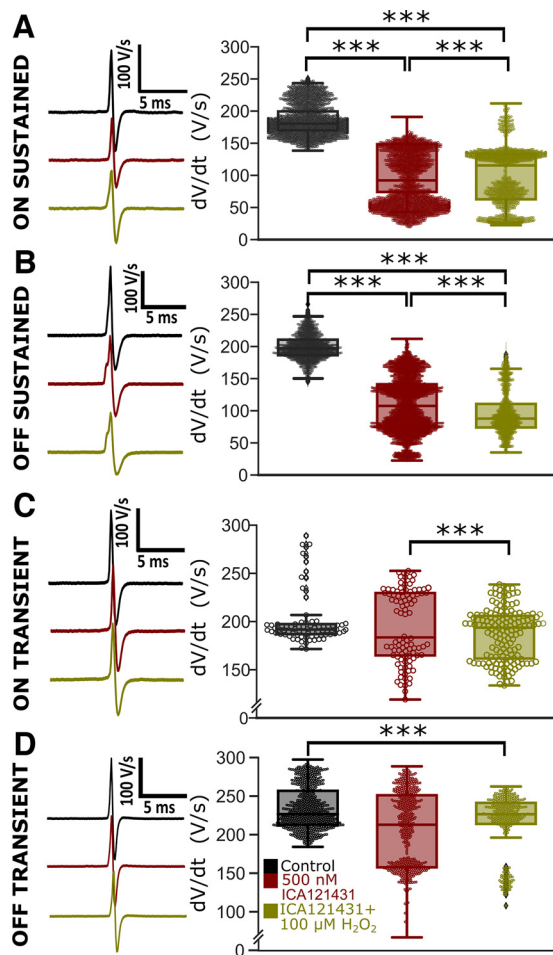 A
ON SUSTAINED
100 V/s
5 ms
dV/dt (V/s)
300
250
200
150
100
50
0
***
***
***
B
OFF SUSTAINED
100 V/s
5 ms
dV/dt (V/s)
300
250
200
150
100
50
0
***
***
***
C
ON TRANSIENT
100 V/s
5 ms
dV/dt (V/s)
300
250
200
150
0
***
D
OFF TRANSIENT
100 V/s
5 ms
dV/dt (V/s)
300
250
200
150
100
0
***
Control
500 nM
ICA121431
ICA121431+
100 µM H₂O₂